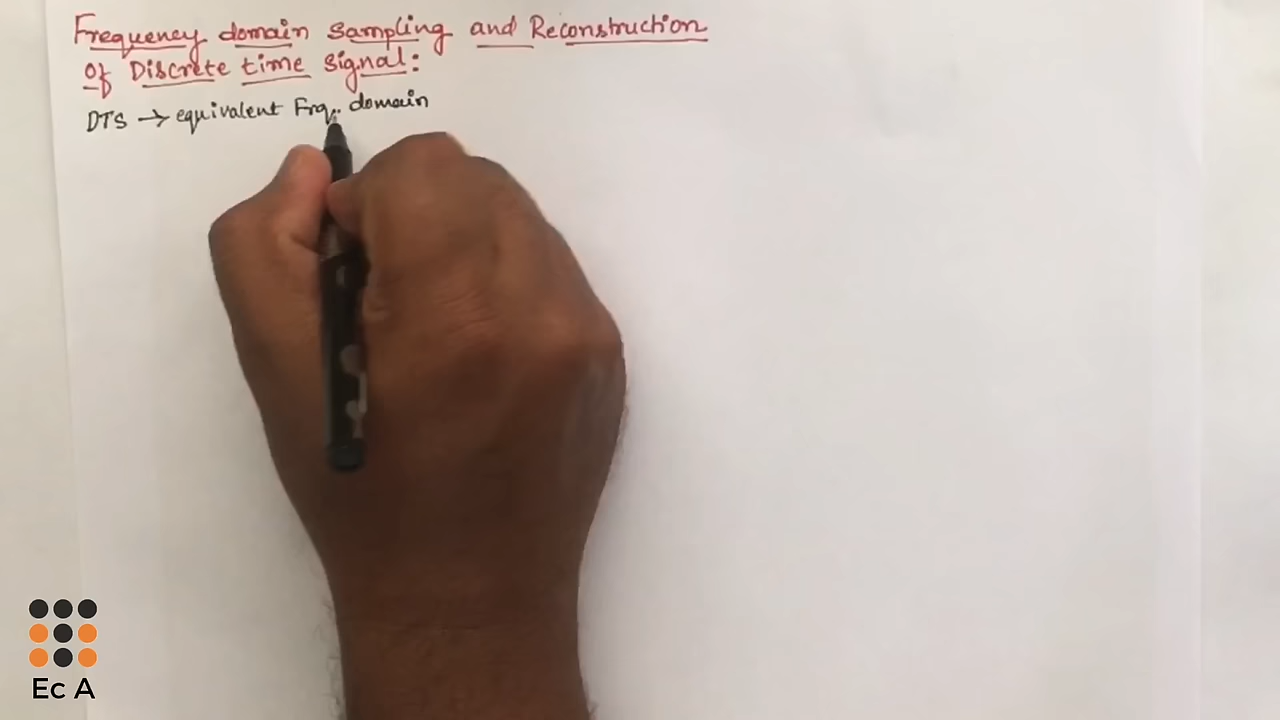 Frequency domain sampling and Reconstruction
of Discrete time signal:
DTS → equivalent Frq. domain
Ec A